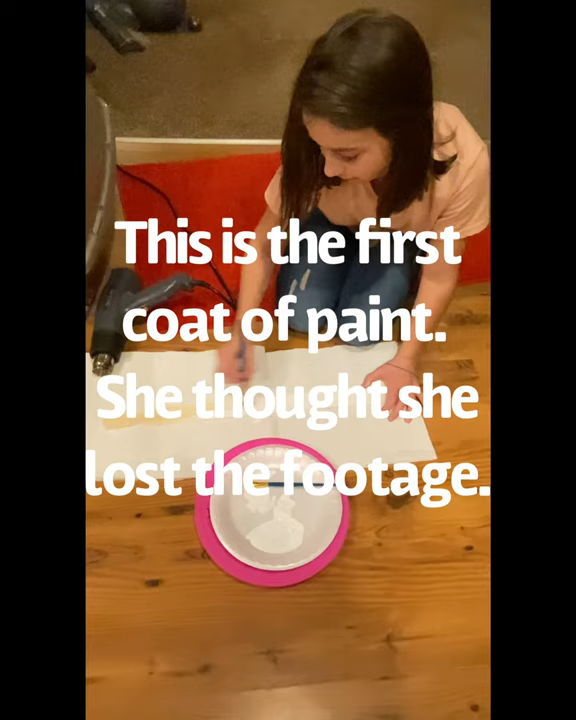 This is the first
coat of paint.
She thought she
lost the footage.